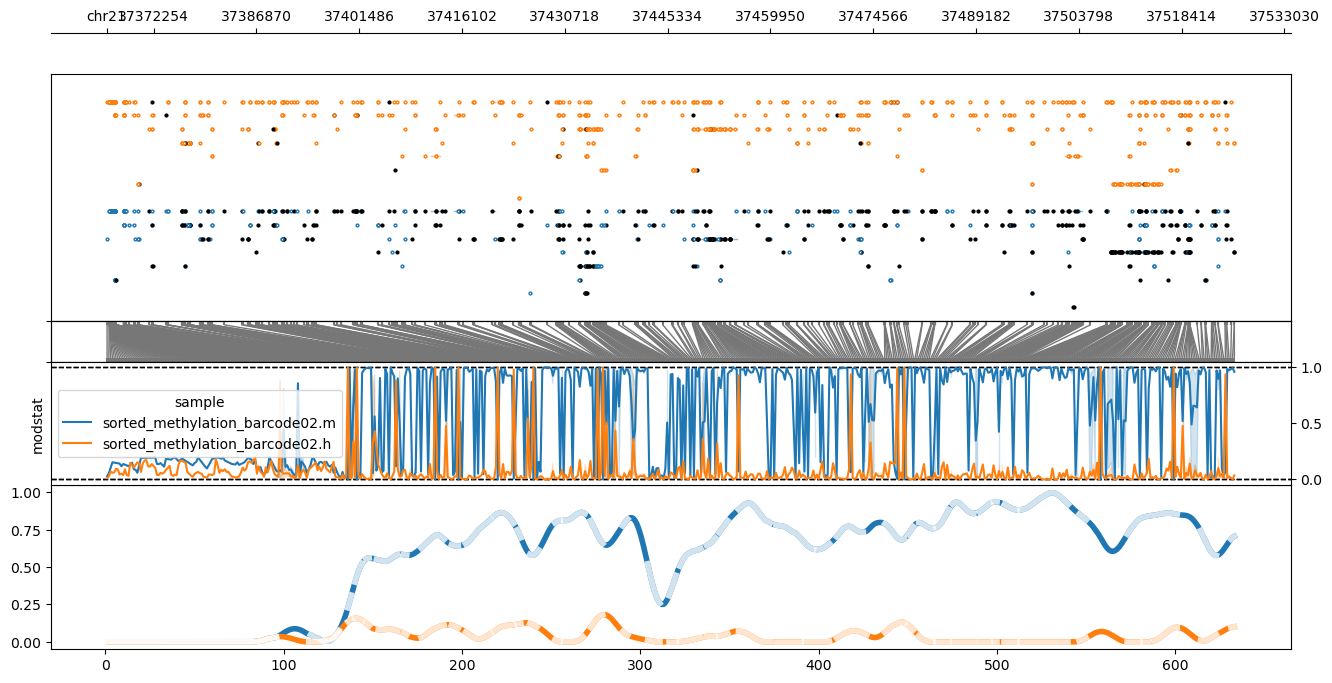 chr21 37372254 37386870 37401486 37416102 37430718 37445334 37459950 37474566 37489182 37503798 37518414 37533030
modstat
sample
sorted_methylation_barcode02.m
sorted_methylation_barcode02.h
1.0
0.5
0.0
1.00
0.75
0.50
0.25
0.00
0 100 200 300 400 500 600